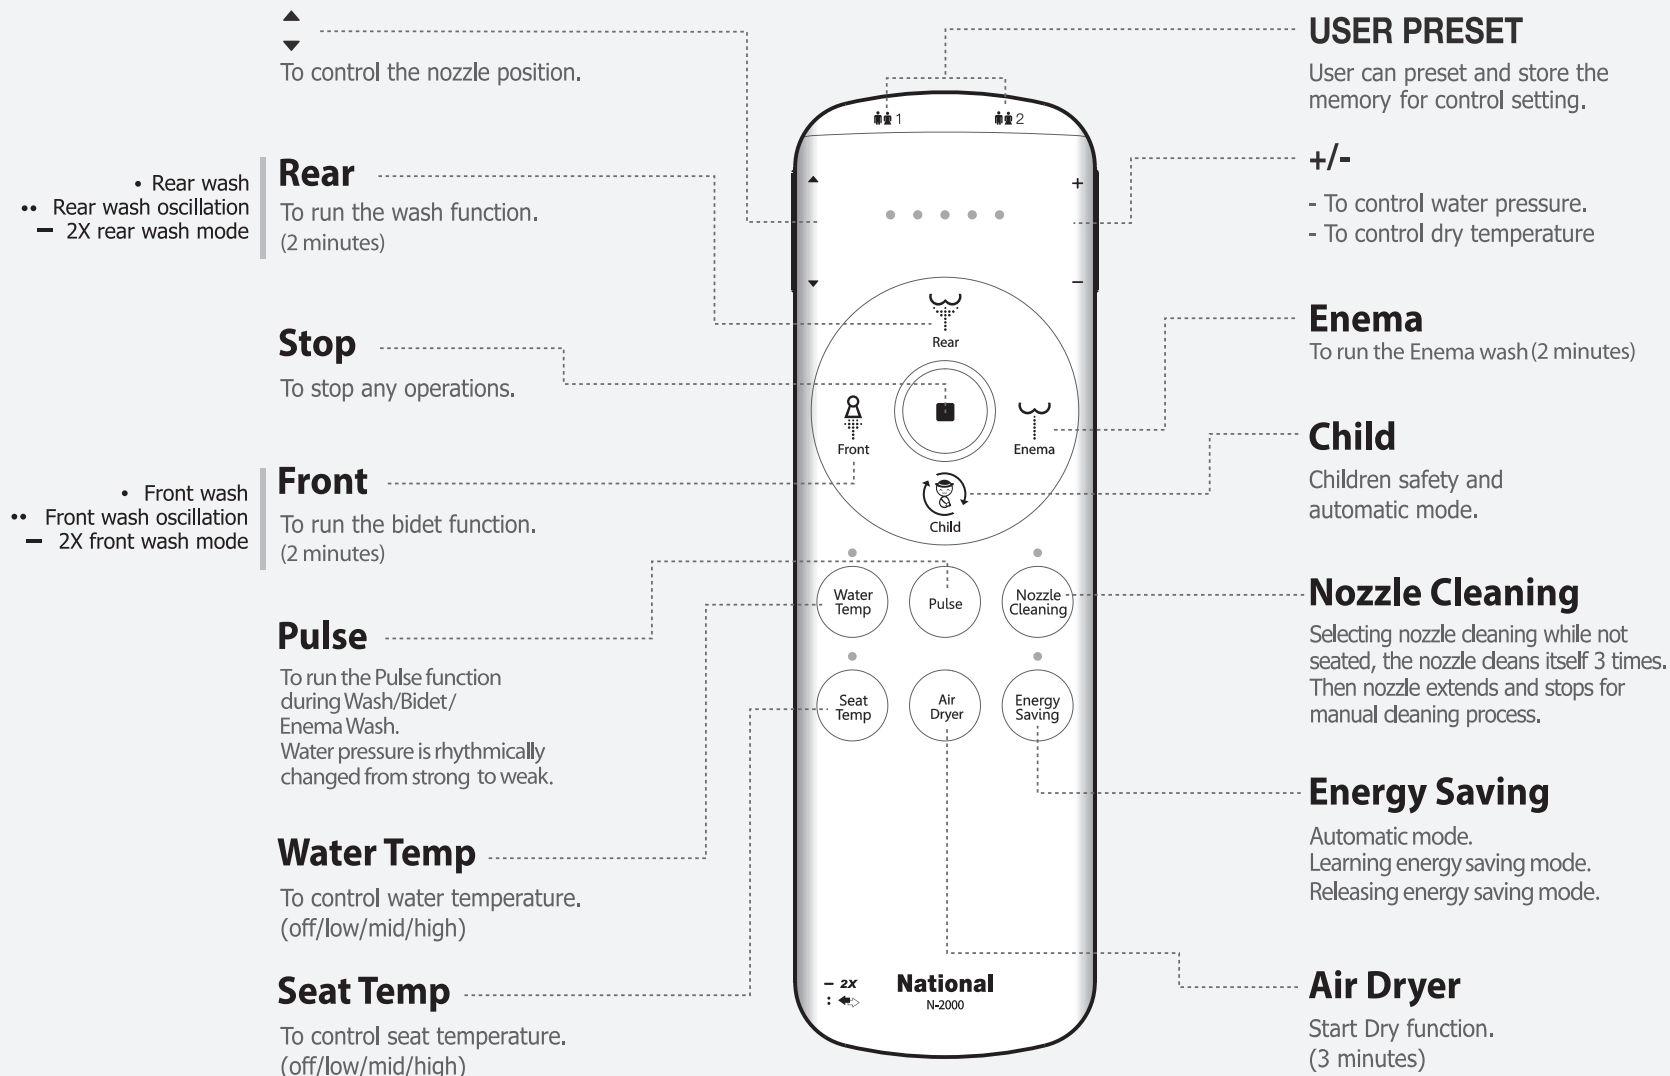 ▲
▼
To control the nozzle position.
• Rear wash
•• Rear wash oscillation
– 2X rear wash mode
Rear
To run the wash function.
(2 minutes)
Stop
To stop any operations.
• Front wash
•• Front wash oscillation
– 2X front wash mode
Front
To run the bidet function.
(2 minutes)
Pulse
To run the Pulse function
during Wash/Bidet/
Enema Wash.
Water pressure is rhythmically
changed from strong to weak.
Water Temp
To control water temperature.
(off/low/mid/high)
Seat Temp
To control seat temperature.
(off/low/mid/high)
1
2
+
–
Rear
Front
Enema
Child
Water
Temp
Pulse
Nozzle
Cleaning
Seat
Temp
Air
Dryer
Energy
Saving
– 2X
:
National
N-2000
USER PRESET
User can preset and store the
memory for control setting.
+/-
- To control water pressure.
- To control dry temperature
Enema
To run the Enema wash (2 minutes)
Child
Children safety and
automatic mode.
Nozzle Cleaning
Selecting nozzle cleaning while not
seated, the nozzle cleans itself 3 times.
Then nozzle extends and stops for
manual cleaning process.
Energy Saving
Automatic mode.
Learning energy saving mode.
Releasing energy saving mode.
Air Dryer
Start Dry function.
(3 minutes)